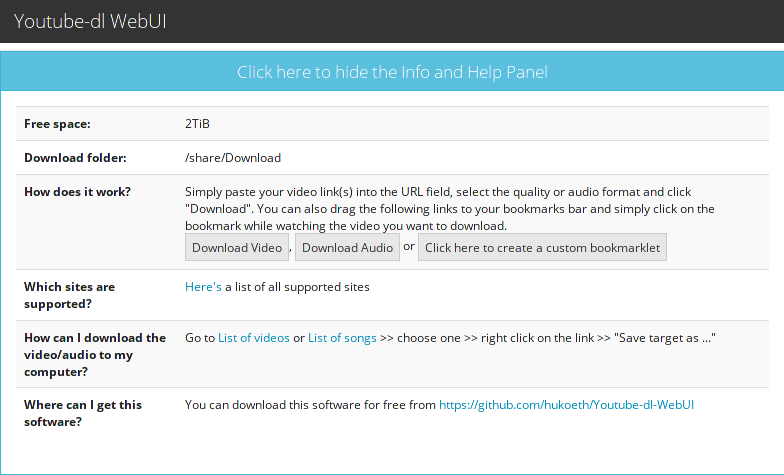 Youtube-dl WebUI
Click here to hide the Info and Help Panel
Free space: 2TiB
Download folder: /share/Download
How does it work? Simply paste your video link(s) into the URL field, select the quality or audio format and click
"Download". You can also drag the following links to your bookmarks bar and simply click on the
bookmark while watching the video you want to download.
Download Video , Download Audio or Click here to create a custom bookmarklet
Which sites are Here's a list of all supported sites
supported?
How can I download the Go to List of videos or List of songs >> choose one >> right click on the link >> "Save target as ..."
video/audio to my
computer?
Where can I get this You can download this software for free from https://github.com/hukoeth/Youtube-dl-WebUI
software?